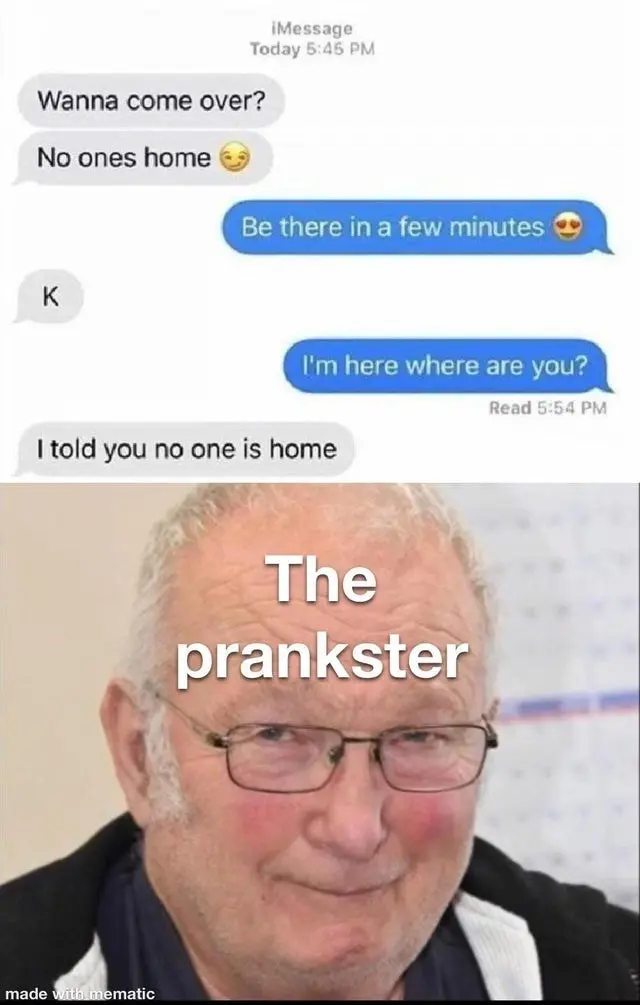 iMessage
Today 5:45 PM
Wanna come over?
No ones home 😏
Be there in a few minutes 😍
K
I'm here where are you?
Read 5:54 PM
I told you no one is home
The
prankster
made with mematic